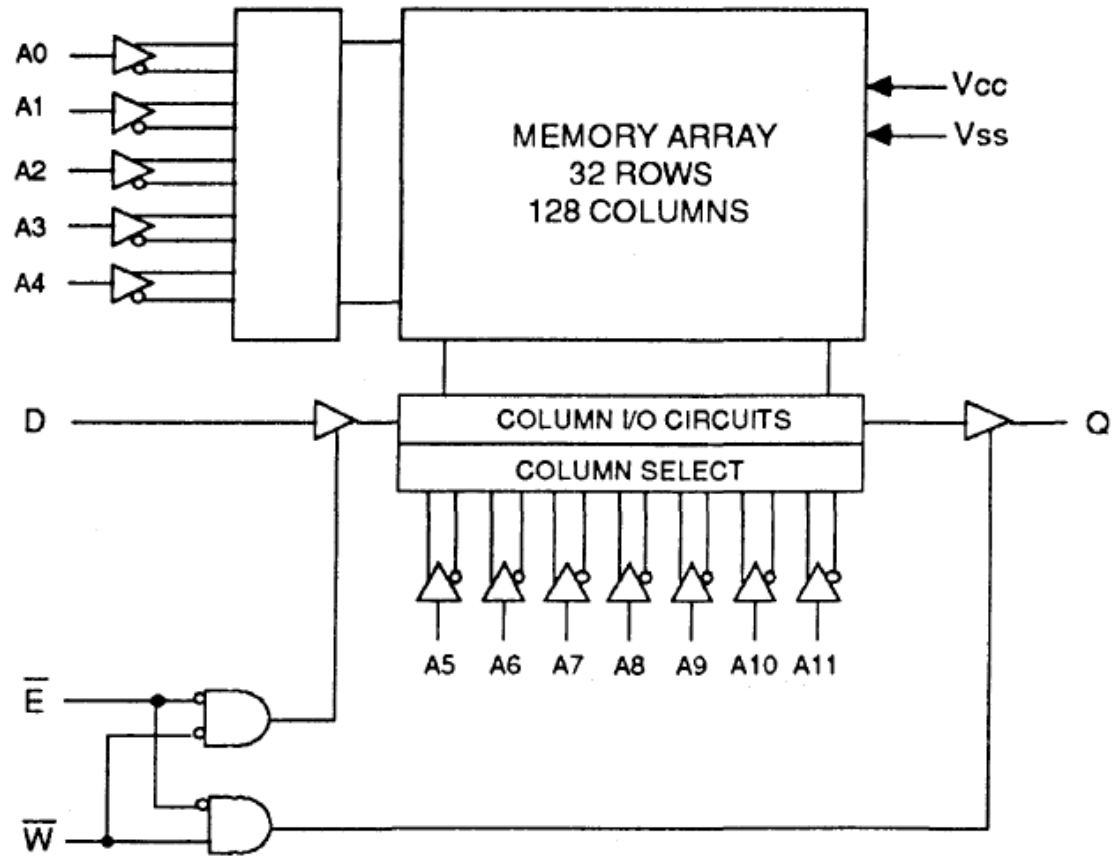 A0
A1
A2
A3
A4
MEMORY ARRAY
32 ROWS
128 COLUMNS
Vcc
Vss
D
COLUMN I/O CIRCUITS
Q
COLUMN SELECT
A5 A6 A7 A8 A9 A10 A11
E̅
W̅